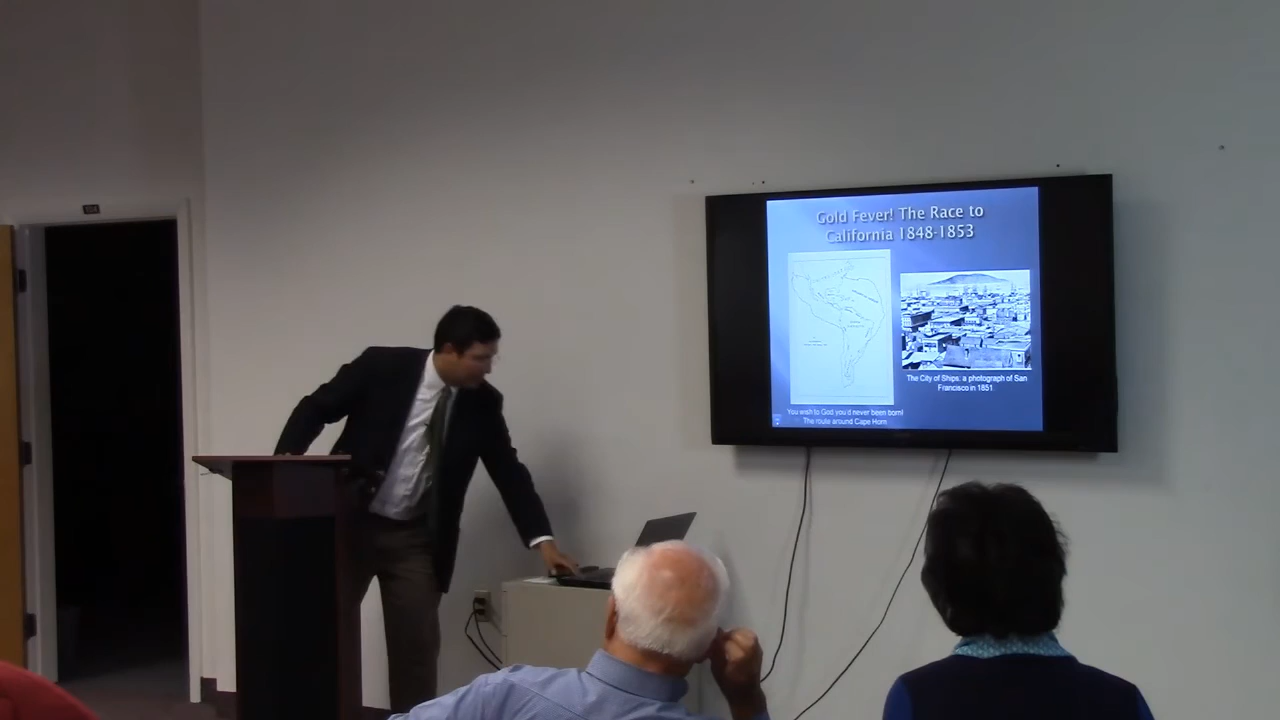 Gold Fever! The Race to
California 1848-1853
The City of Ships, a photograph of San
Francisco in 1851
You wish to God you'd never been born!
The route around Cape Horn